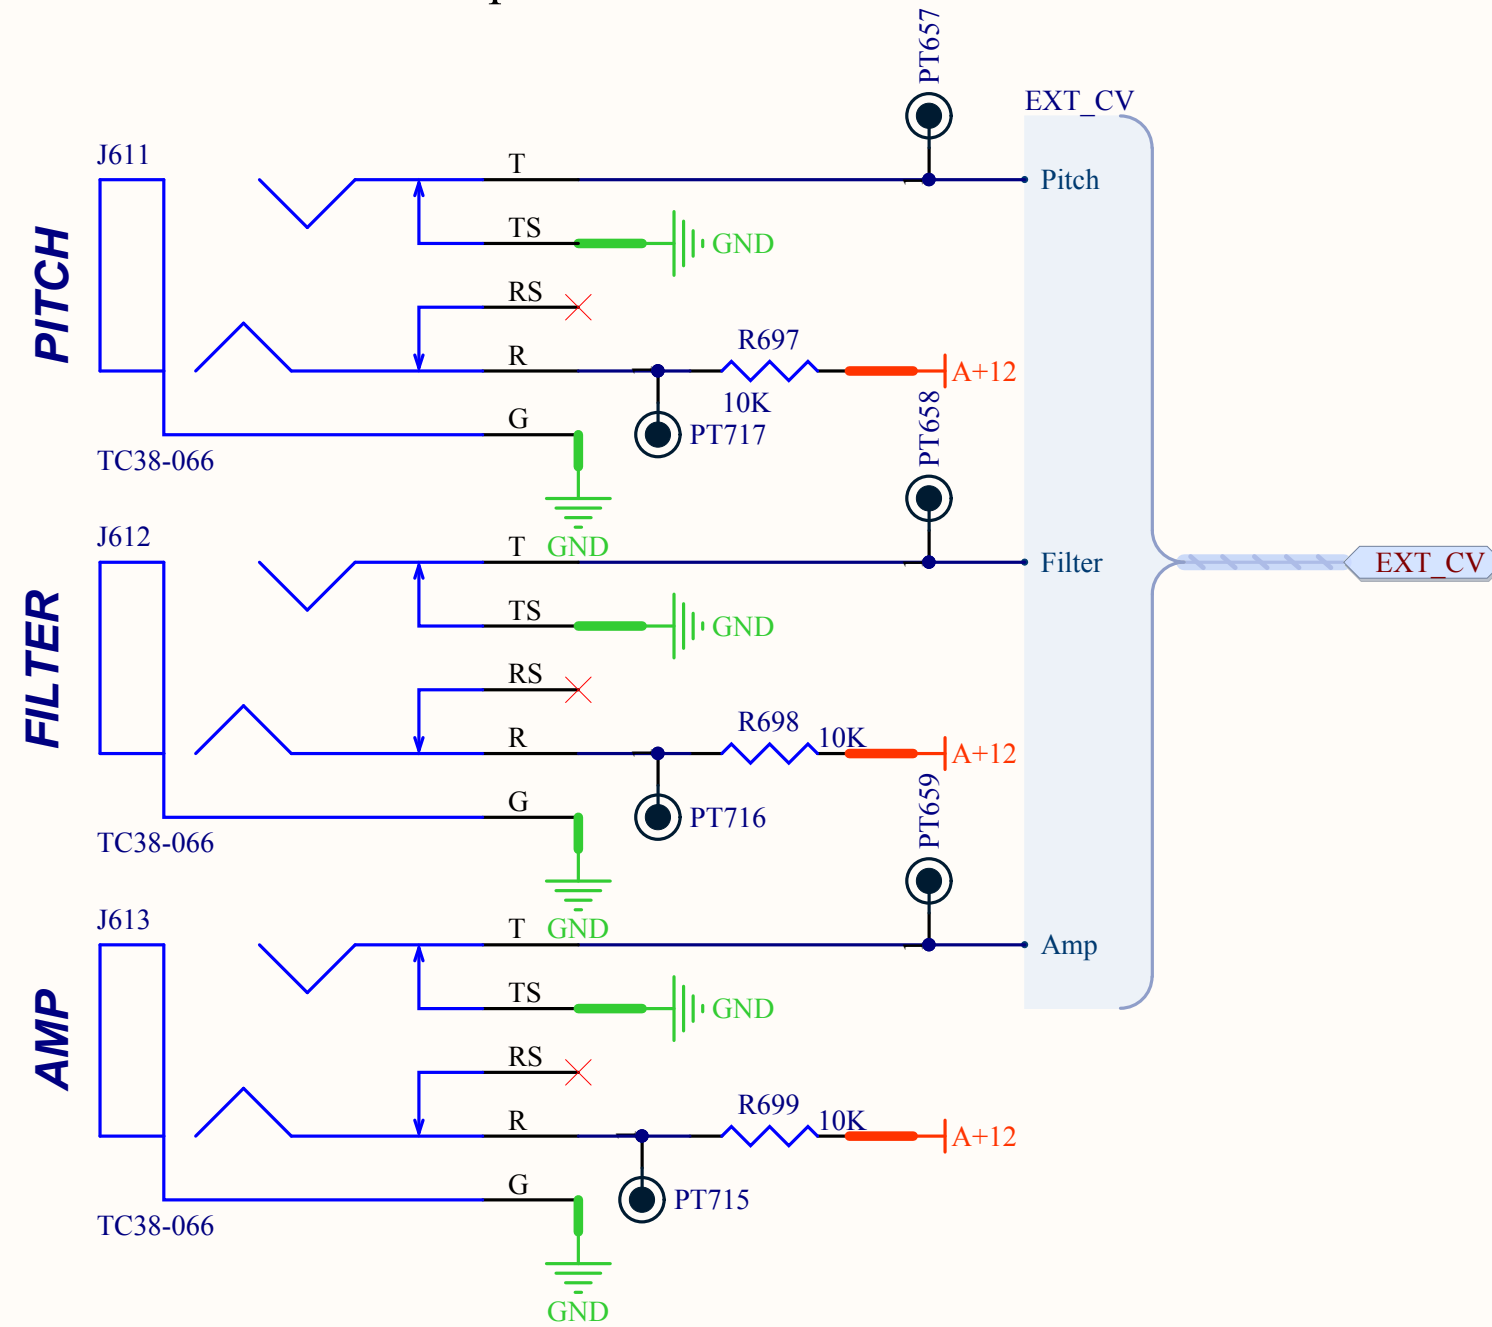 PT657
EXT_CV
J611
T
Pitch
TS
GND
PITCH
RS
R697
R
A+12
10K
PT658
G
PT717
TC38-066
J612
T
GND
Filter
EXT_CV
TS
GND
FILTER
RS
R698
10K
R
A+12
PT659
G
PT716
TC38-066
J613
T
GND
Amp
TS
GND
AMP
RS
R699
10K
R
A+12
G
PT715
TC38-066
GND